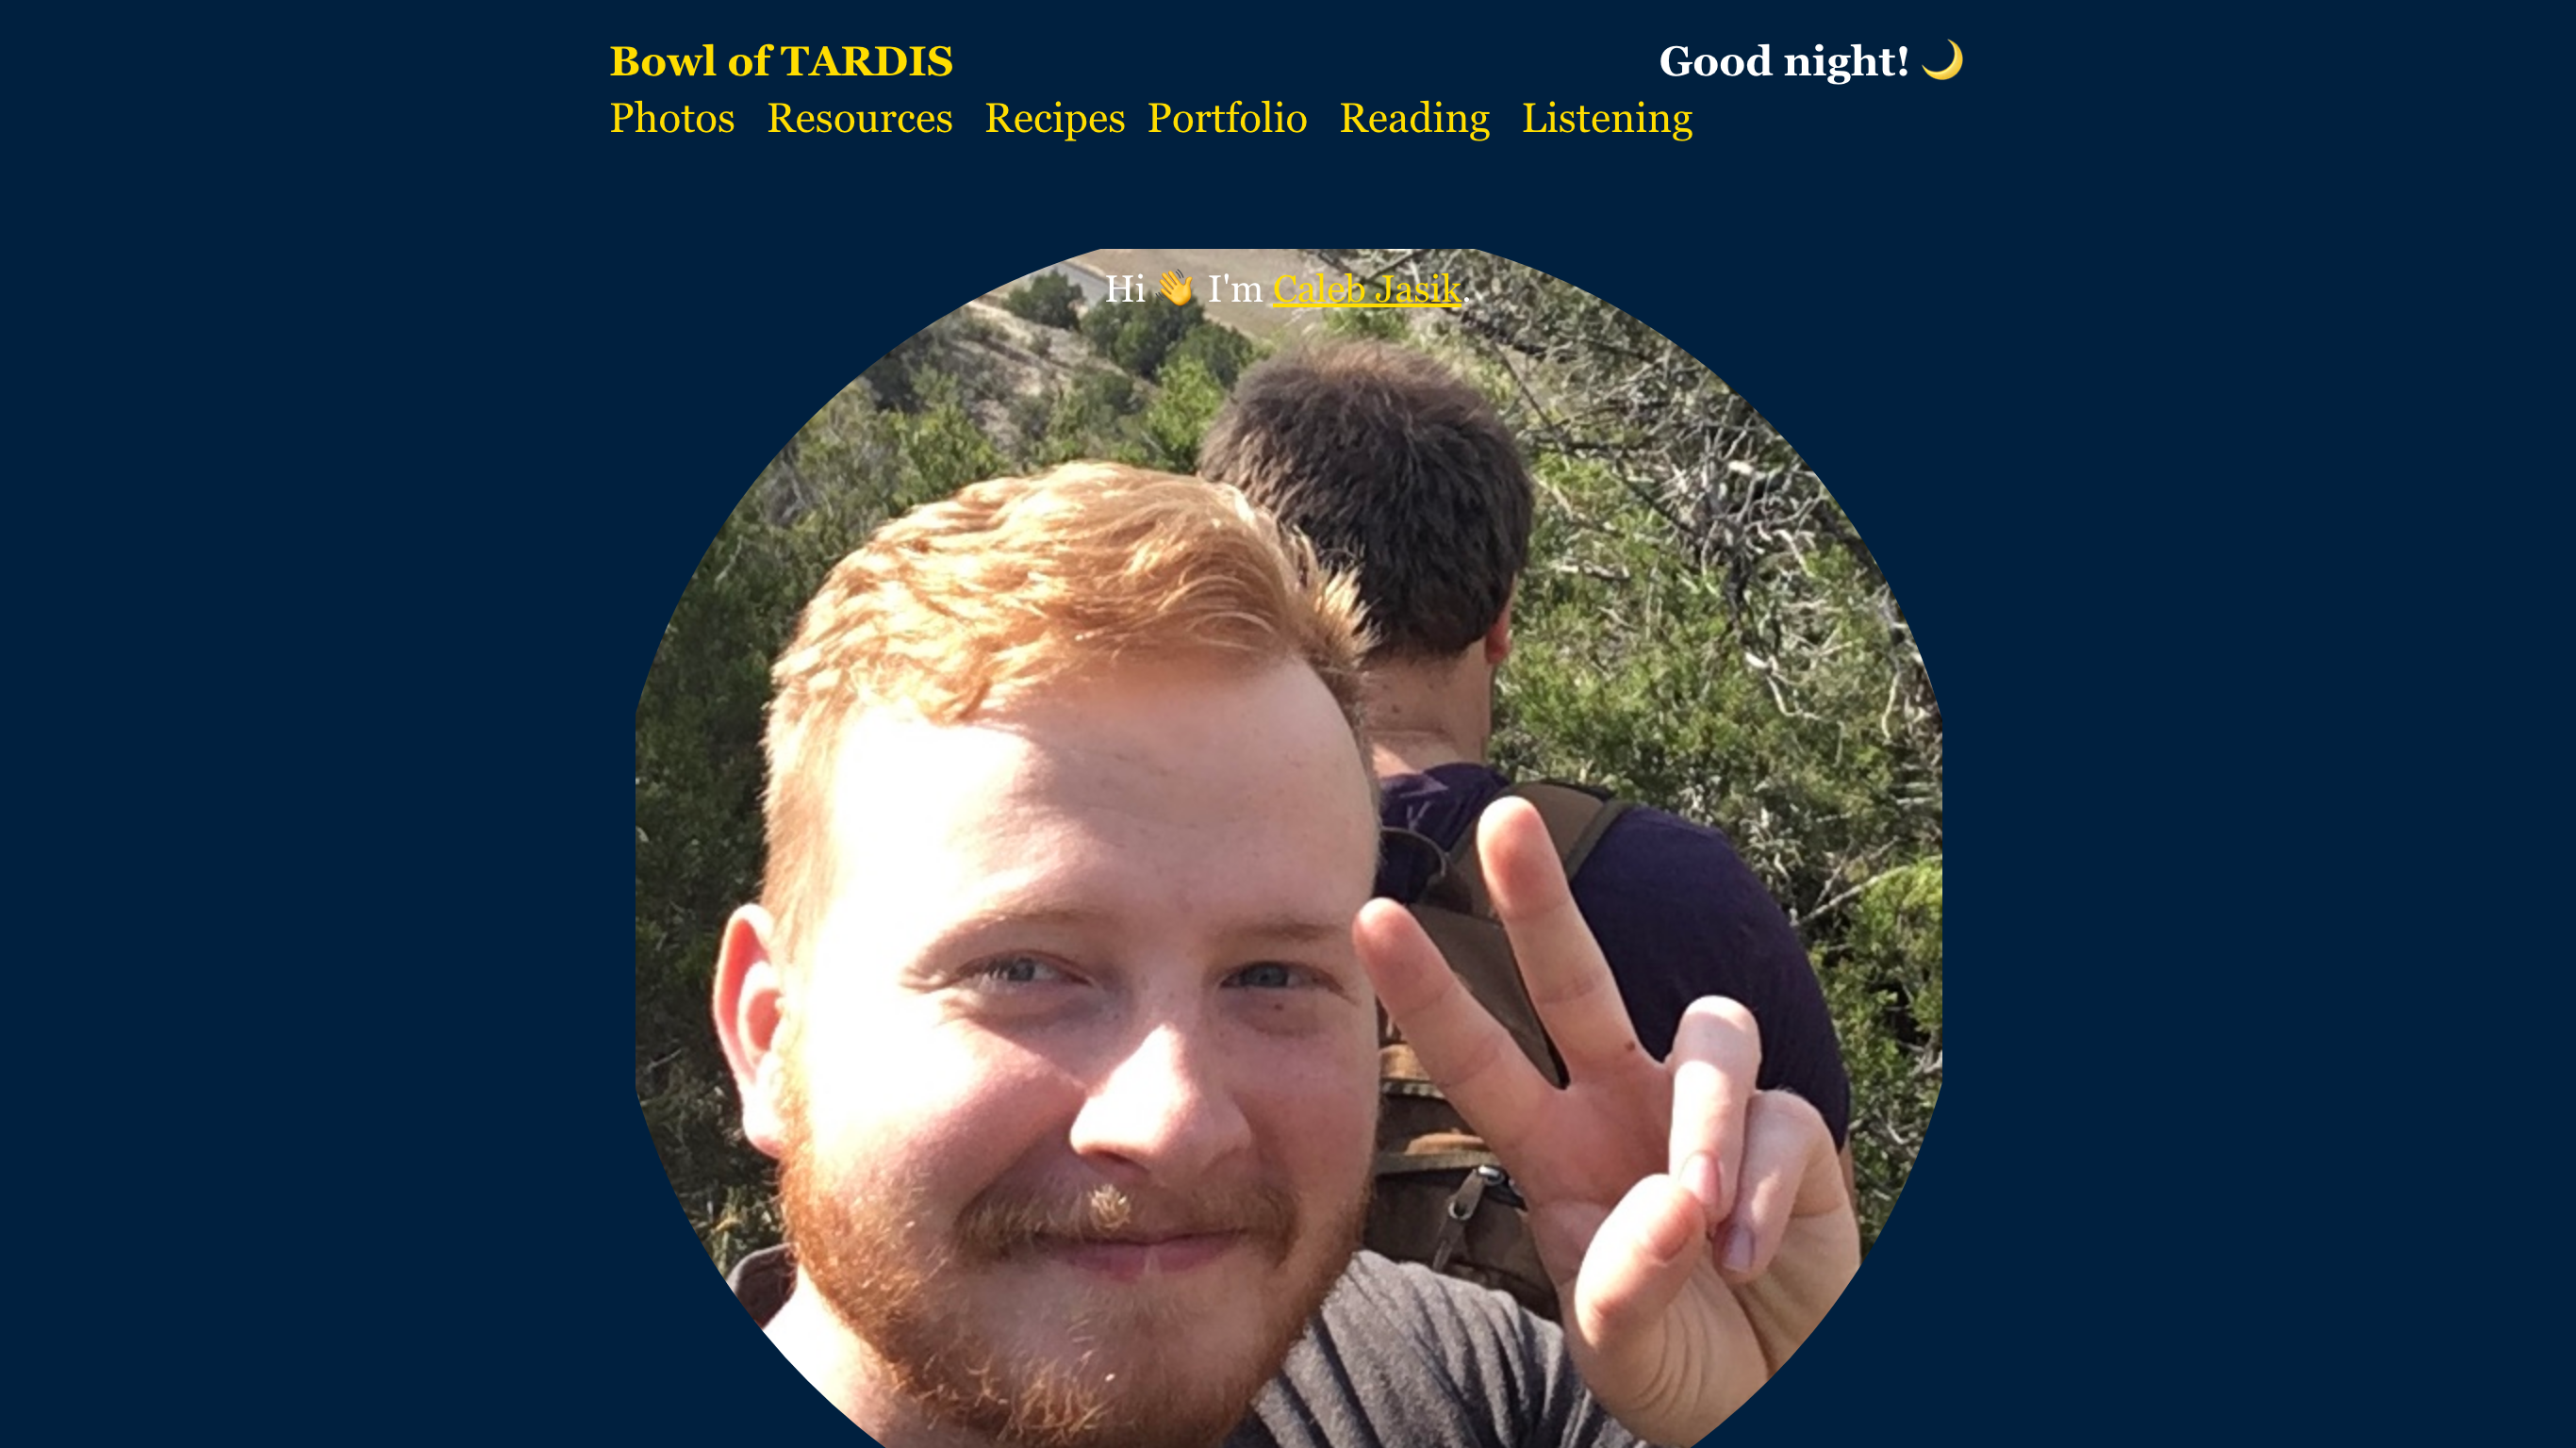 Bowl of TARDIS Good night! 🌙
Photos Resources Recipes Portfolio Reading Listening
Hi 👋 I'm Caleb Jasik.